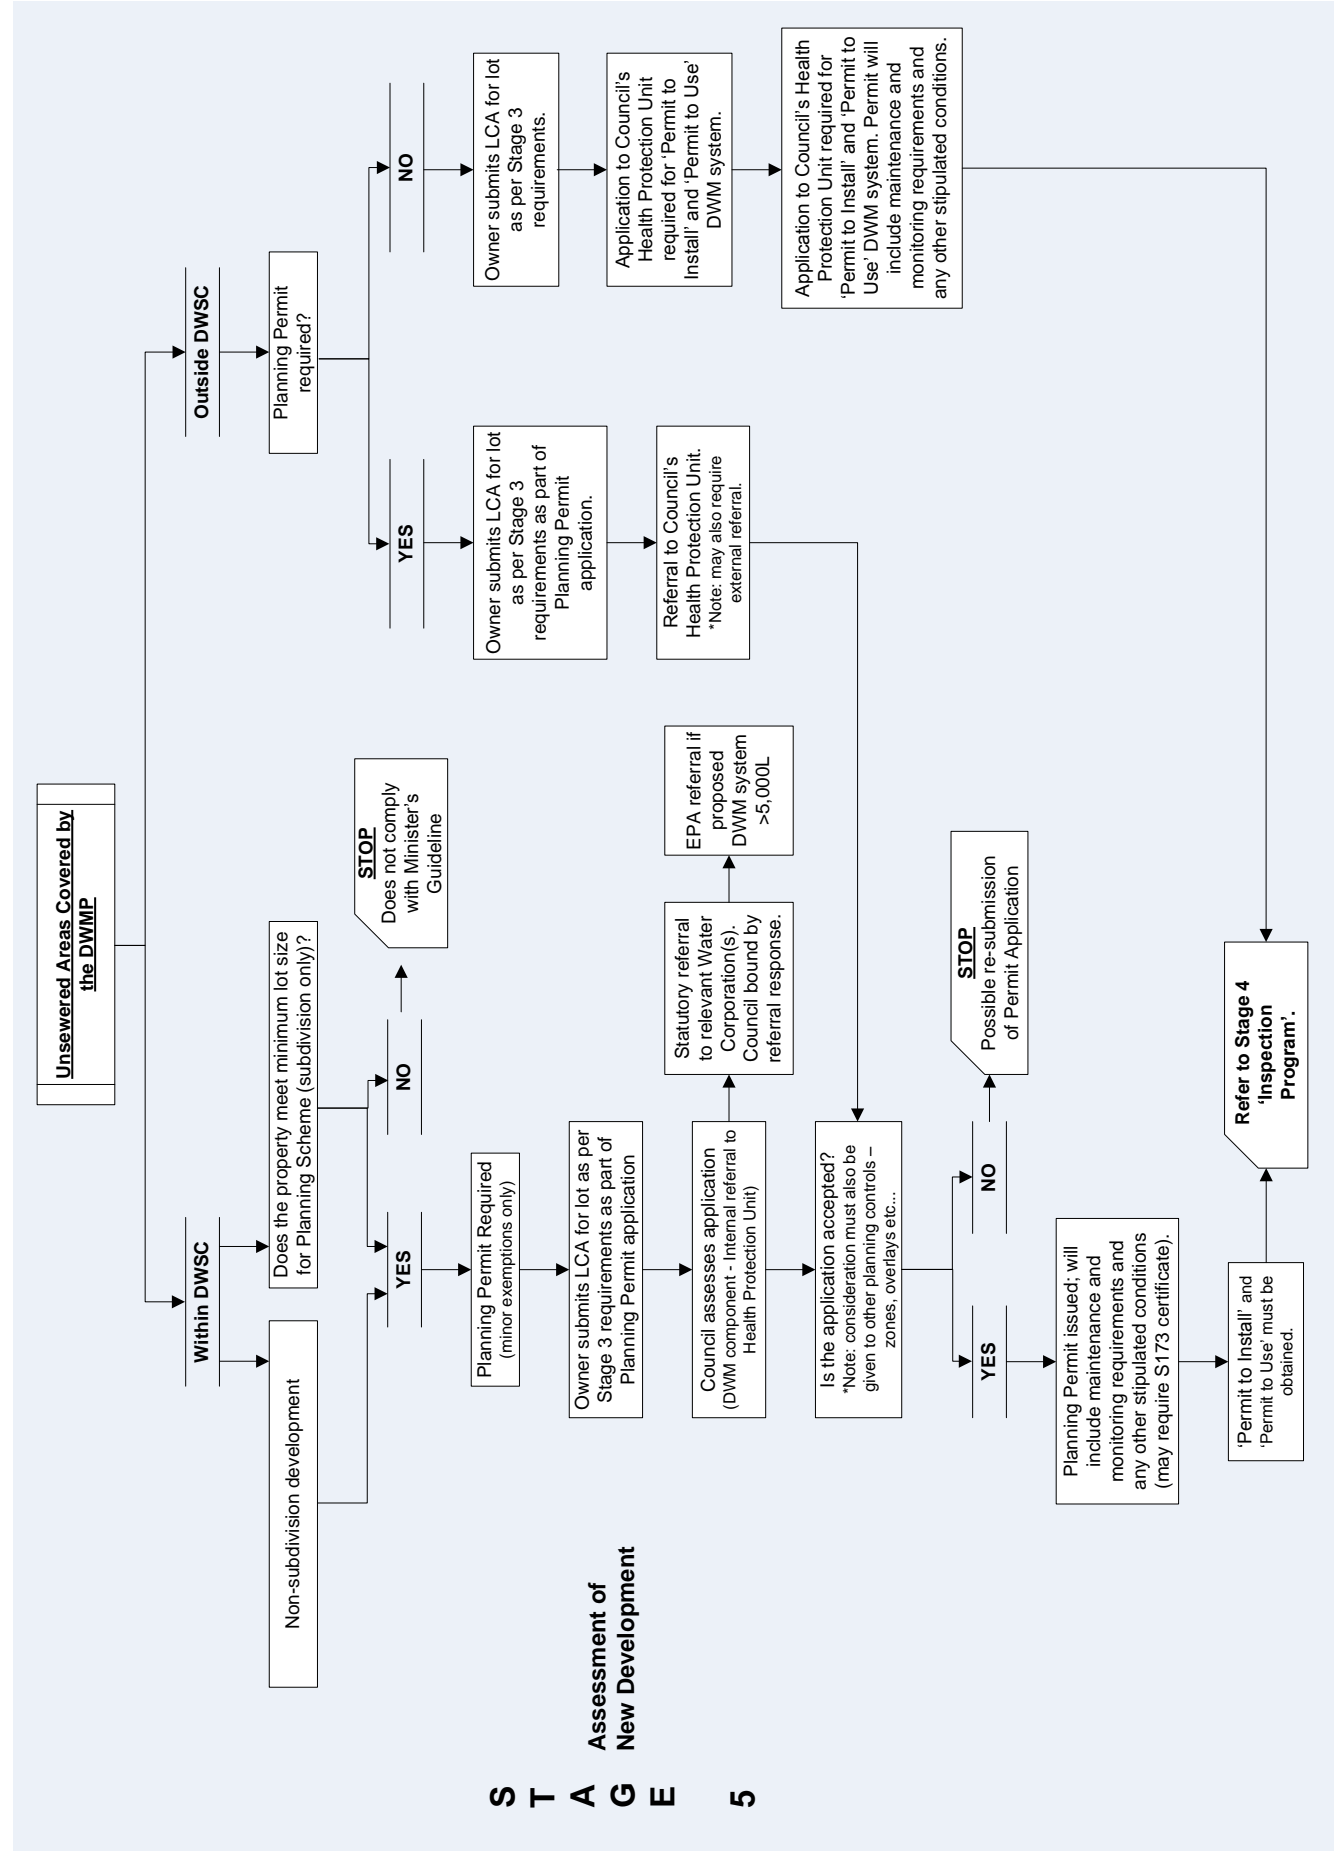 Unsewered Areas Covered by
the DWMP
Within DWSC
Outside DWSC
Non-subdivision development
Does the property meet minimum lot size
for Planning Scheme (subdivision only)?
Planning Permit
required?
YES
NO
STOP
Does not comply
with Minister's
Guideline
YES
NO
Planning Permit Required
(minor exemptions only)
Owner submits LCA for lot
as per Stage 3
requirements as part of
Planning Permit
application.
Owner submits LCA for lot
as per Stage 3
requirements.
Owner submits LCA for lot as per
Stage 3 requirements as part of
Planning Permit application
Referral to Council's
Health Protection Unit.
*Note: may also require
external referral.
Application to Council's
Health Protection Unit
required for 'Permit to
Install' and 'Permit to Use'
DWM system.
Council assesses application
(DWM component - Internal referral to
Health Protection Unit)
Statutory referral
to relevant Water
Corporation(s).
Council bound by
referral response.
EPA referral if
proposed
DWM system
>5,000L
Application to Council's Health
Protection Unit required for
'Permit to Install' and 'Permit to
Use' DWM system. Permit will
include maintenance and
monitoring requirements and
any other stipulated conditions.
Is the application accepted?
*Note: consideration must also be
given to other planning controls –
zones, overlays etc...
YES
NO
STOP
Possible re-submission
of Permit Application
Planning Permit issued; will
include maintenance and
monitoring requirements and
any other stipulated conditions
(may require S173 certificate).
'Permit to Install' and
'Permit to Use' must be
obtained.
Refer to Stage 4
'Inspection
Program'.
S
T
A
G
E
5
Assessment of
New Development